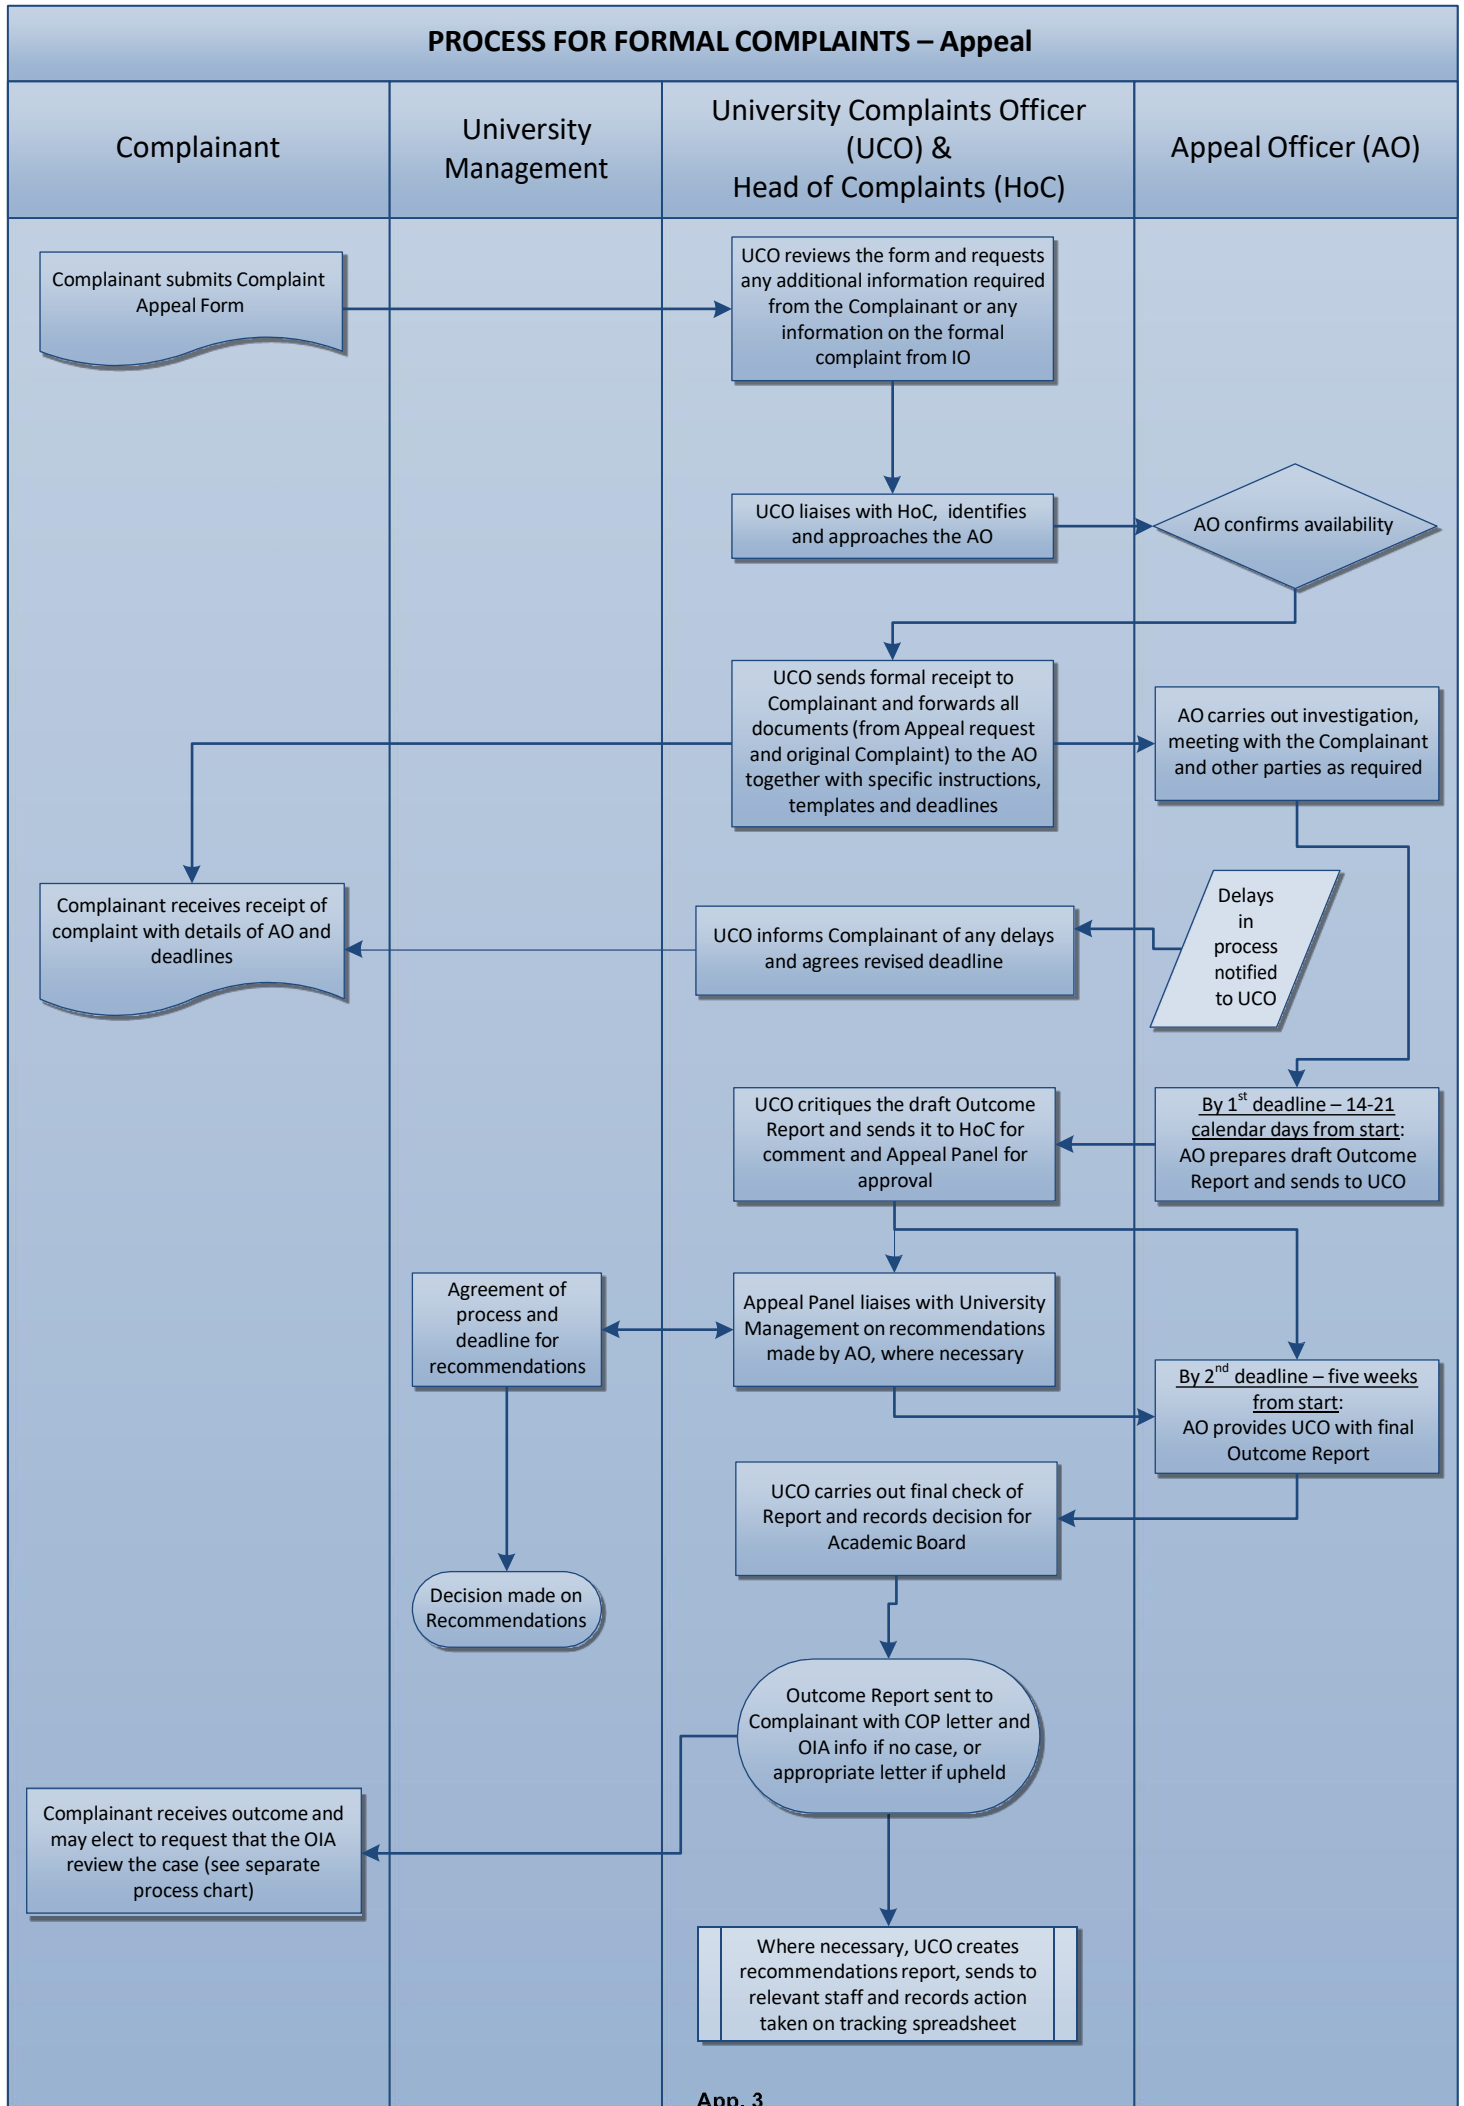 PROCESS FOR FORMAL COMPLAINTS – Appeal
Complainant
University
Management
University Complaints Officer
(UCO) &
Head of Complaints (HoC)
Appeal Officer (AO)
Complainant submits Complaint
Appeal Form
UCO reviews the form and requests
any additional information required
from the Complainant or any
information on the formal
complaint from IO
UCO liaises with HoC, identifies
and approaches the AO
AO confirms availability
UCO sends formal receipt to
Complainant and forwards all
documents (from Appeal request
and original Complaint) to the AO
together with specific instructions,
templates and deadlines
AO carries out investigation,
meeting with the Complainant
and other parties as required
Complainant receives receipt of
complaint with details of AO and
deadlines
UCO informs Complainant of any delays
and agrees revised deadline
Delays
in
process
notified
to UCO
UCO critiques the draft Outcome
Report and sends it to HoC for
comment and Appeal Panel for
approval
By 1st deadline – 14-21
calendar days from start:
AO prepares draft Outcome
Report and sends to UCO
Agreement of
process and
deadline for
recommendations
Appeal Panel liaises with University
Management on recommendations
made by AO, where necessary
By 2nd deadline – five weeks
from start:
AO provides UCO with final
Outcome Report
UCO carries out final check of
Report and records decision for
Academic Board
Decision made on
Recommendations
Outcome Report sent to
Complainant with COP letter and
OIA info if no case, or
appropriate letter if upheld
Complainant receives outcome and
may elect to request that the OIA
review the case (see separate
process chart)
Where necessary, UCO creates
recommendations report, sends to
relevant staff and records action
taken on tracking spreadsheet
App. 3